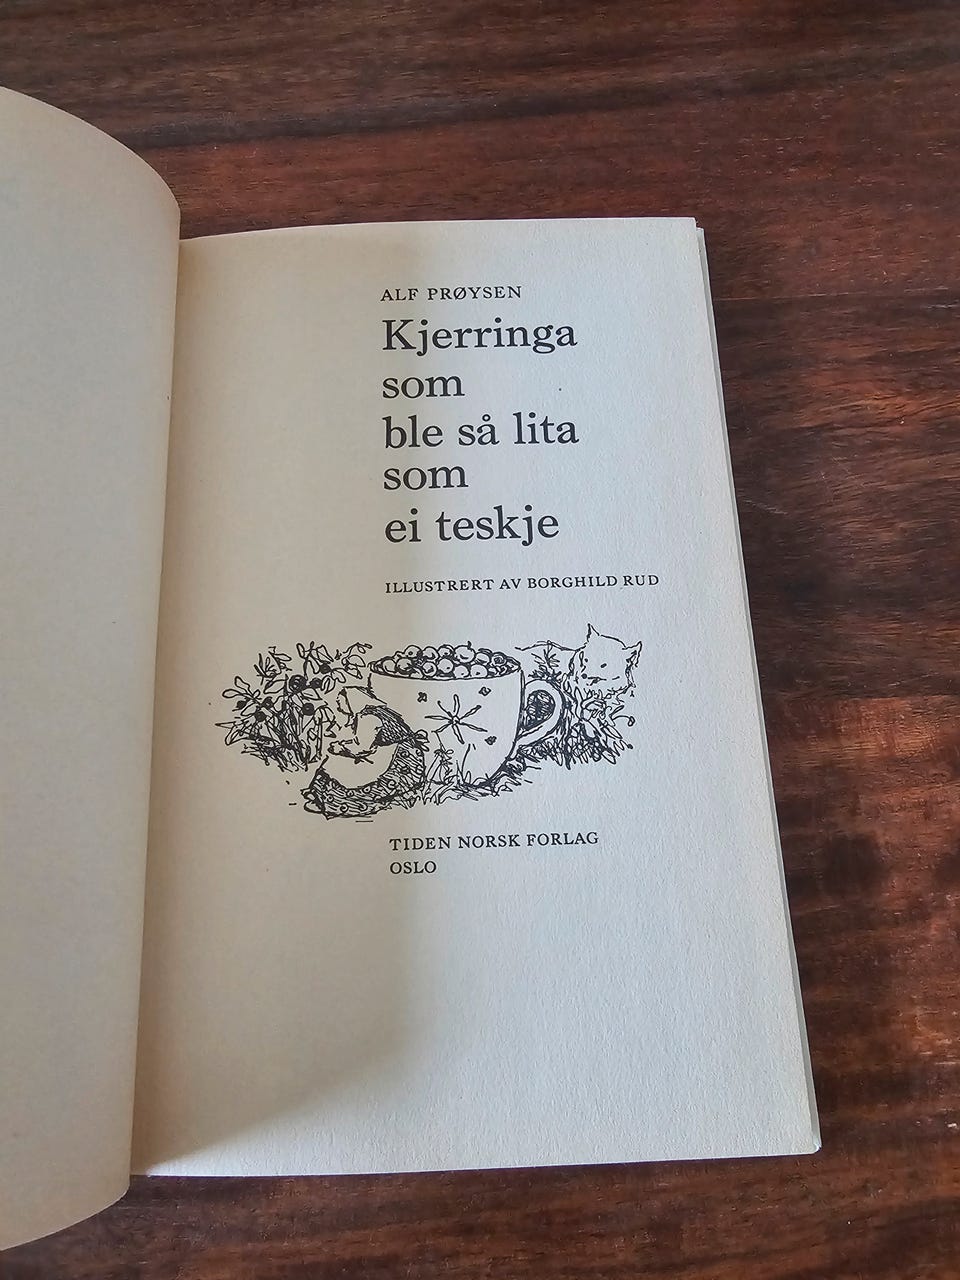 ALF PRØYSEN
Kjerringa
som
ble så lita
som
ei teskje
ILLUSTRERT AV BORGHILD RUD
TIDEN NORSK FORLAG
OSLO